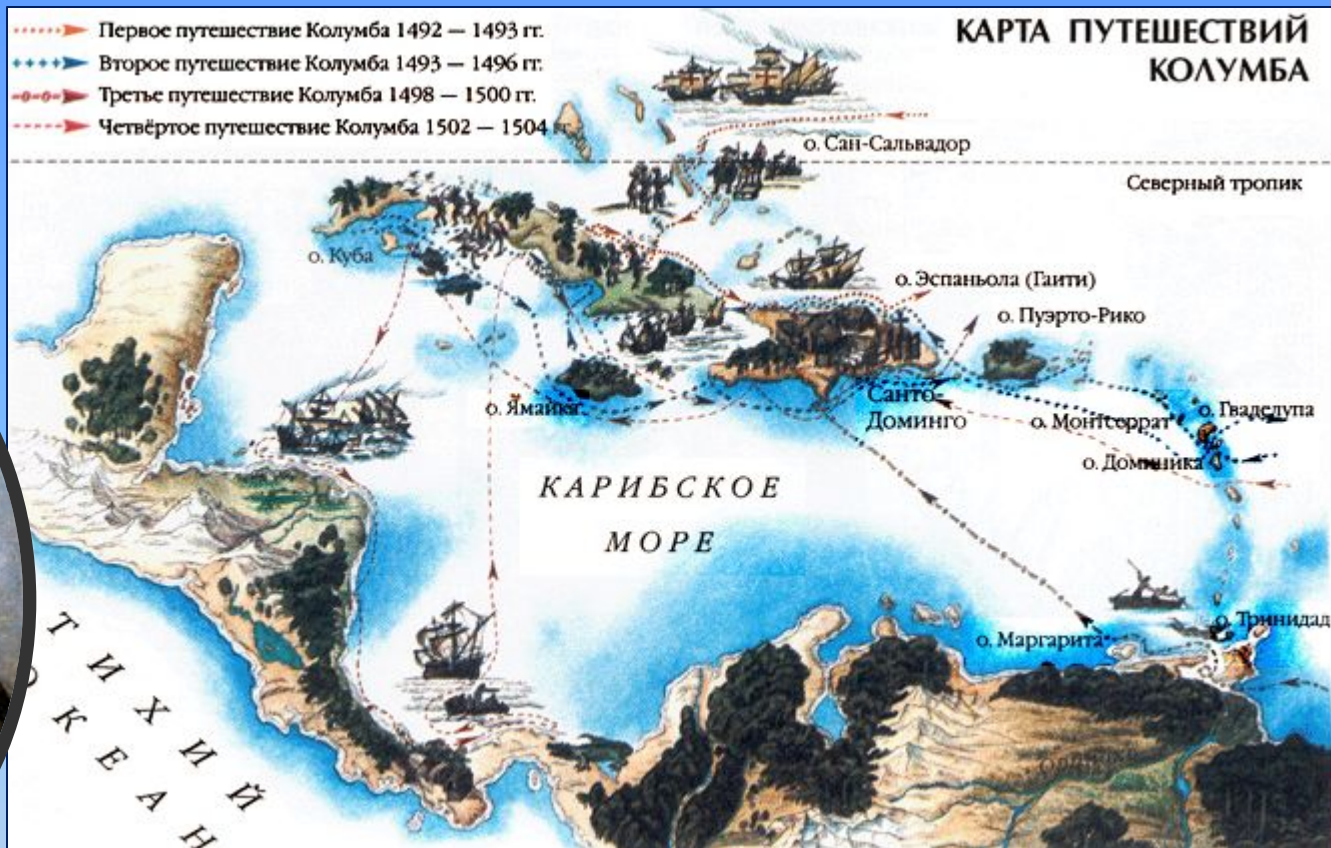 Первое путешествие Колумба 1492 — 1493 гг.
Второе путешествие Колумба 1493 — 1496 гг.
Третье путешествие Колумба 1498 — 1500 гг.
Четвёртое путешествие Колумба 1502 — 1504 гг.
КАРТА ПУТЕШЕСТВИЙ
КОЛУМБА
о. Сан-Сальвадор
Северный тропик
о. Куба
о. Эспаньола (Гаити)
о. Пуэрто-Рико
о. Ямайка
Санто-
Доминго
о. Монтсеррат
о. Гваделупа
о. Доминика
КАРИБСКОЕ
МОРЕ
о. Маргарита
о. Тринидад
ТИХИЙ
ОКЕАН